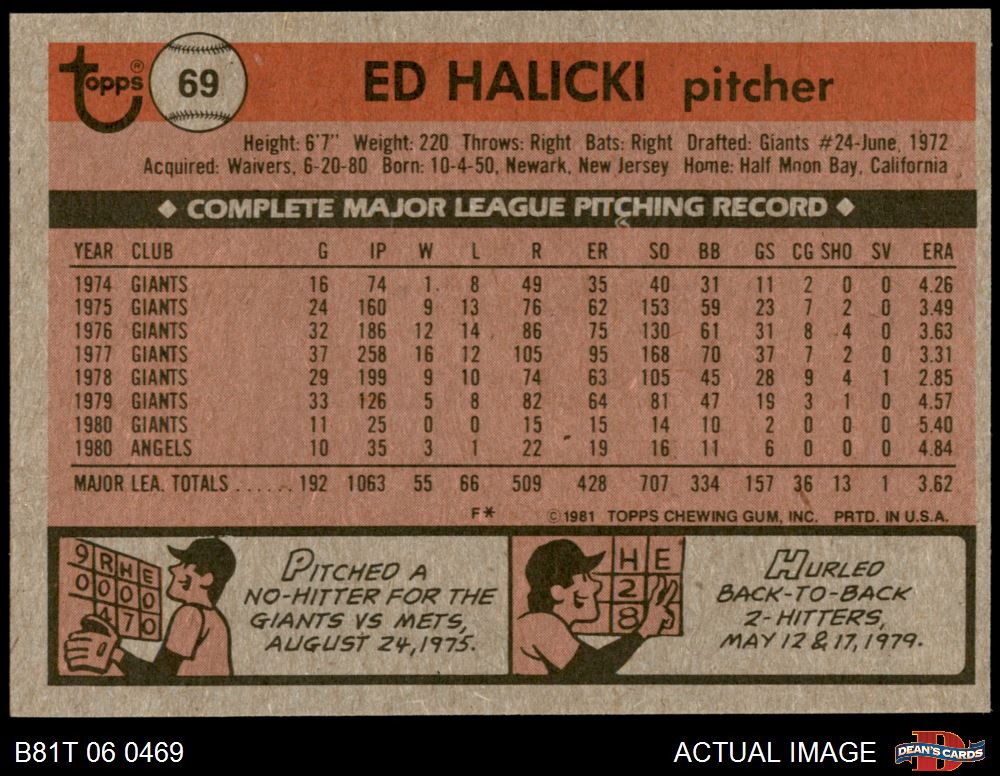 Topps ® 69 ED HALICKI pitcher
Height: 6'7" Weight: 220 Throws: Right Bats: Right Drafted: Giants #24-June, 1972
Acquired: Waivers, 6-20-80 Born: 10-4-50, Newark, New Jersey Home: Half Moon Bay, California
◆ COMPLETE MAJOR LEAGUE PITCHING RECORD ◆
YEAR CLUB G IP W L R ER SO BB GS CG SHO SV ERA
1974 GIANTS 16 74 1 8 49 35 40 31 11 2 0 0 4.26
1975 GIANTS 24 160 9 13 76 62 153 59 23 7 2 0 3.49
1976 GIANTS 32 186 12 14 86 75 130 61 31 8 4 0 3.63
1977 GIANTS 37 258 16 12 105 95 168 70 37 7 2 0 3.31
1978 GIANTS 29 199 9 10 74 63 105 45 28 9 4 1 2.85
1979 GIANTS 33 126 5 8 82 64 81 47 19 3 1 0 4.57
1980 GIANTS 11 25 0 0 15 15 14 10 2 0 0 0 5.40
1980 ANGELS 10 35 3 1 22 19 16 11 6 0 0 0 4.84
MAJOR LEA. TOTALS ...... 192 1063 55 66 509 428 707 334 157 36 13 1 3.62
F* ©1981 TOPPS CHEWING GUM, INC. PRTD. IN U.S.A.
9 R H E
0 0 0 0
4 7 0
PITCHED A
NO-HITTER FOR THE
GIANTS VS METS,
AUGUST 24, 1975.
H E
2
8
HURLED
BACK-TO-BACK
2-HITTERS,
MAY 12 & 17, 1979.
B81T 06 0469 ACTUAL IMAGE DEAN'S CARDS